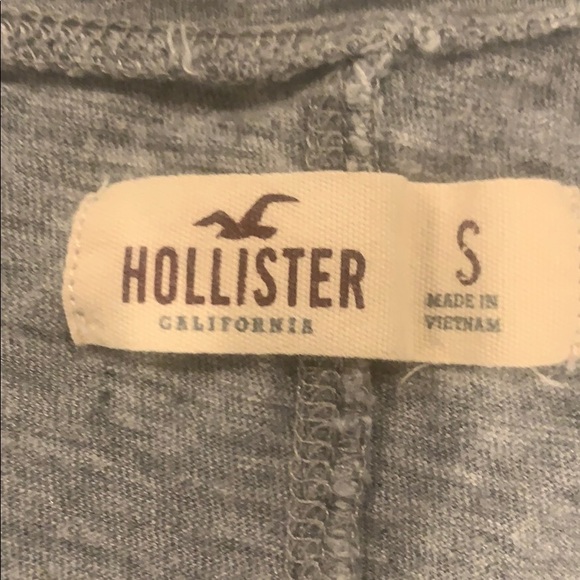 HOLLISTER
CALIFORNIA
S
MADE IN
VIETNAM